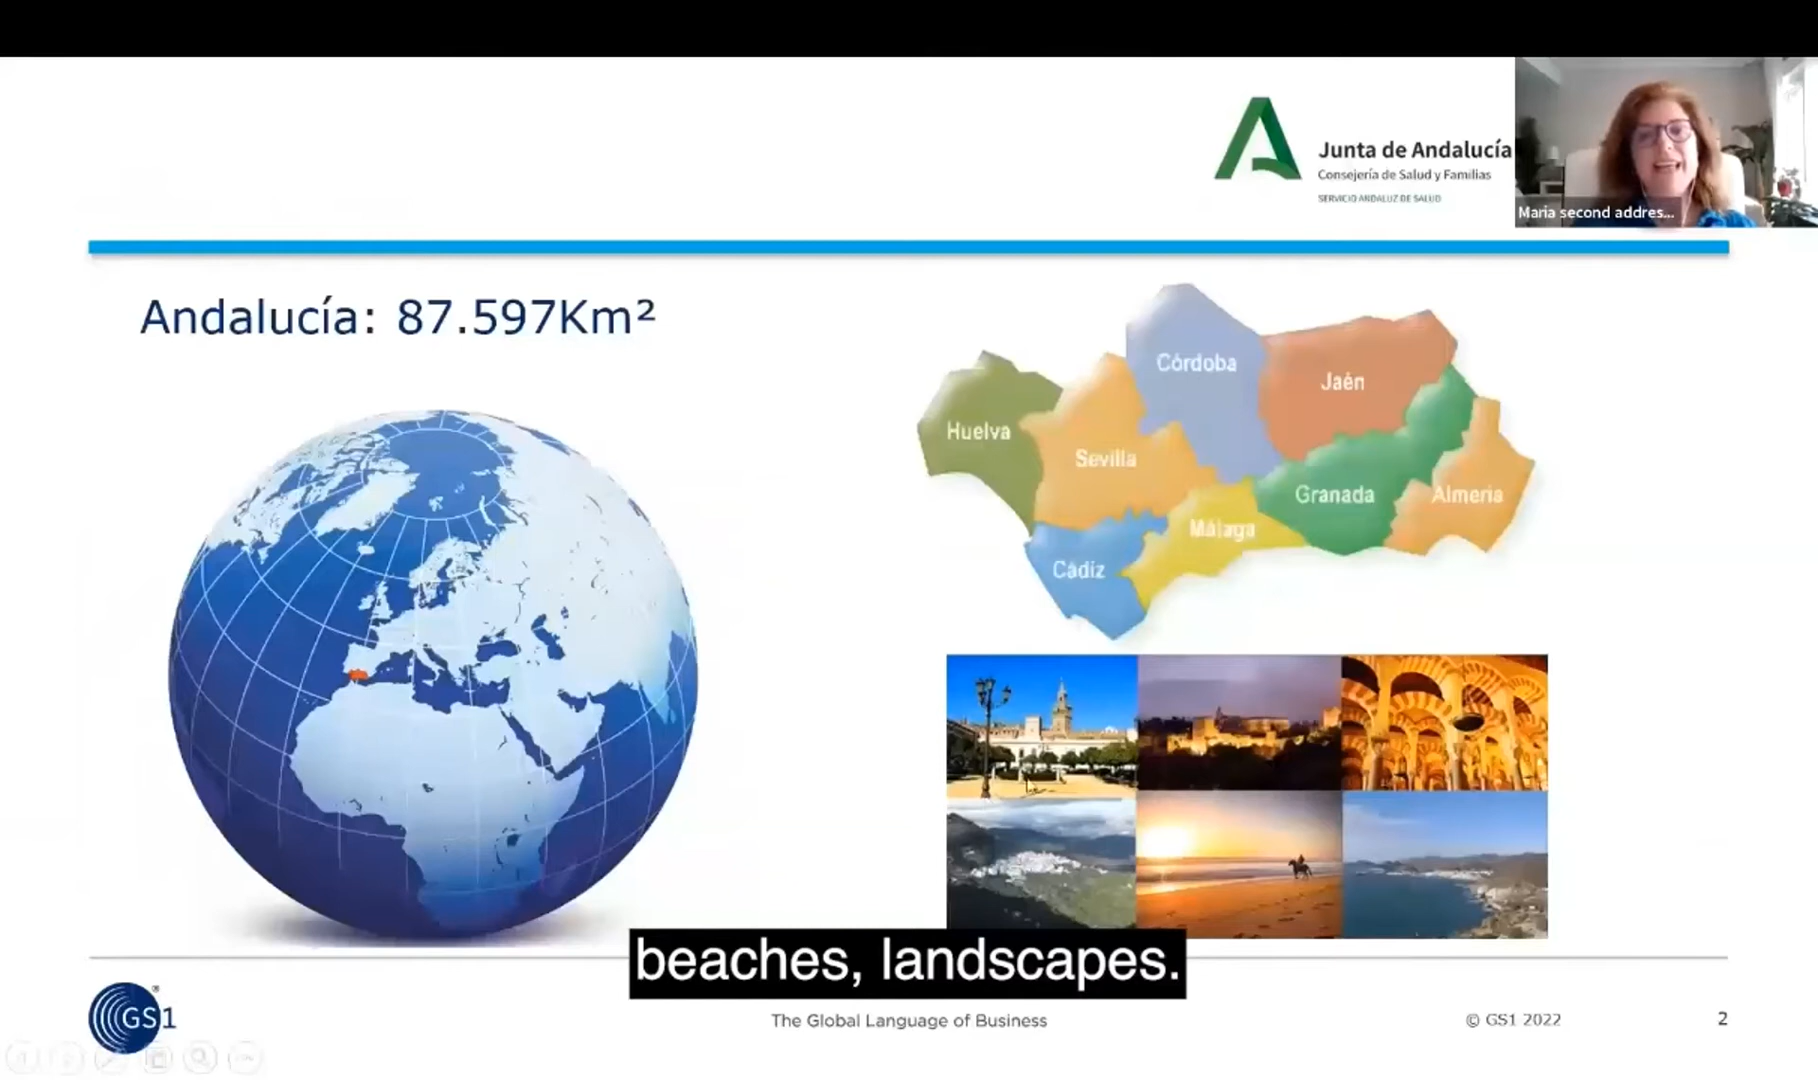 Junta de Andalucía
Consejería de Salud y Familias
SERVICIO ANDALUZ DE SALUD
Maria second addres...
Andalucía: 87.597Km²
Córdoba
Jaén
Huelva
Sevilla
Granada
Almería
Málaga
Cádiz
beaches, landscapes.
GS1
®
The Global Language of Business
© GS1 2022
2